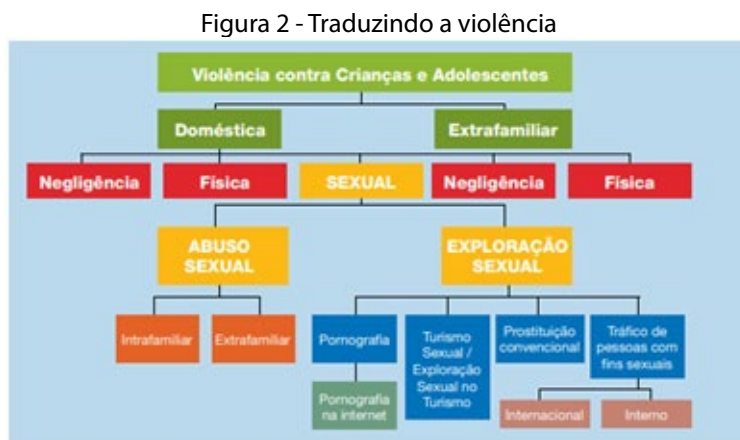 Figura 2 - Traduzindo a violência
Violência contra Crianças e Adolescentes
Doméstica
Extrafamiliar
Negligência
Física
SEXUAL
Negligência
Física
ABUSO
SEXUAL
EXPLORAÇÃO
SEXUAL
Intrafamiliar
Extrafamiliar
Pornografia
Turismo
Sexual /
Exploração
Sexual no
Turismo
Prostituição
convencional
Tráfico de
pessoas com
fins sexuais
Pornografia
na internet
Internacional
Interno